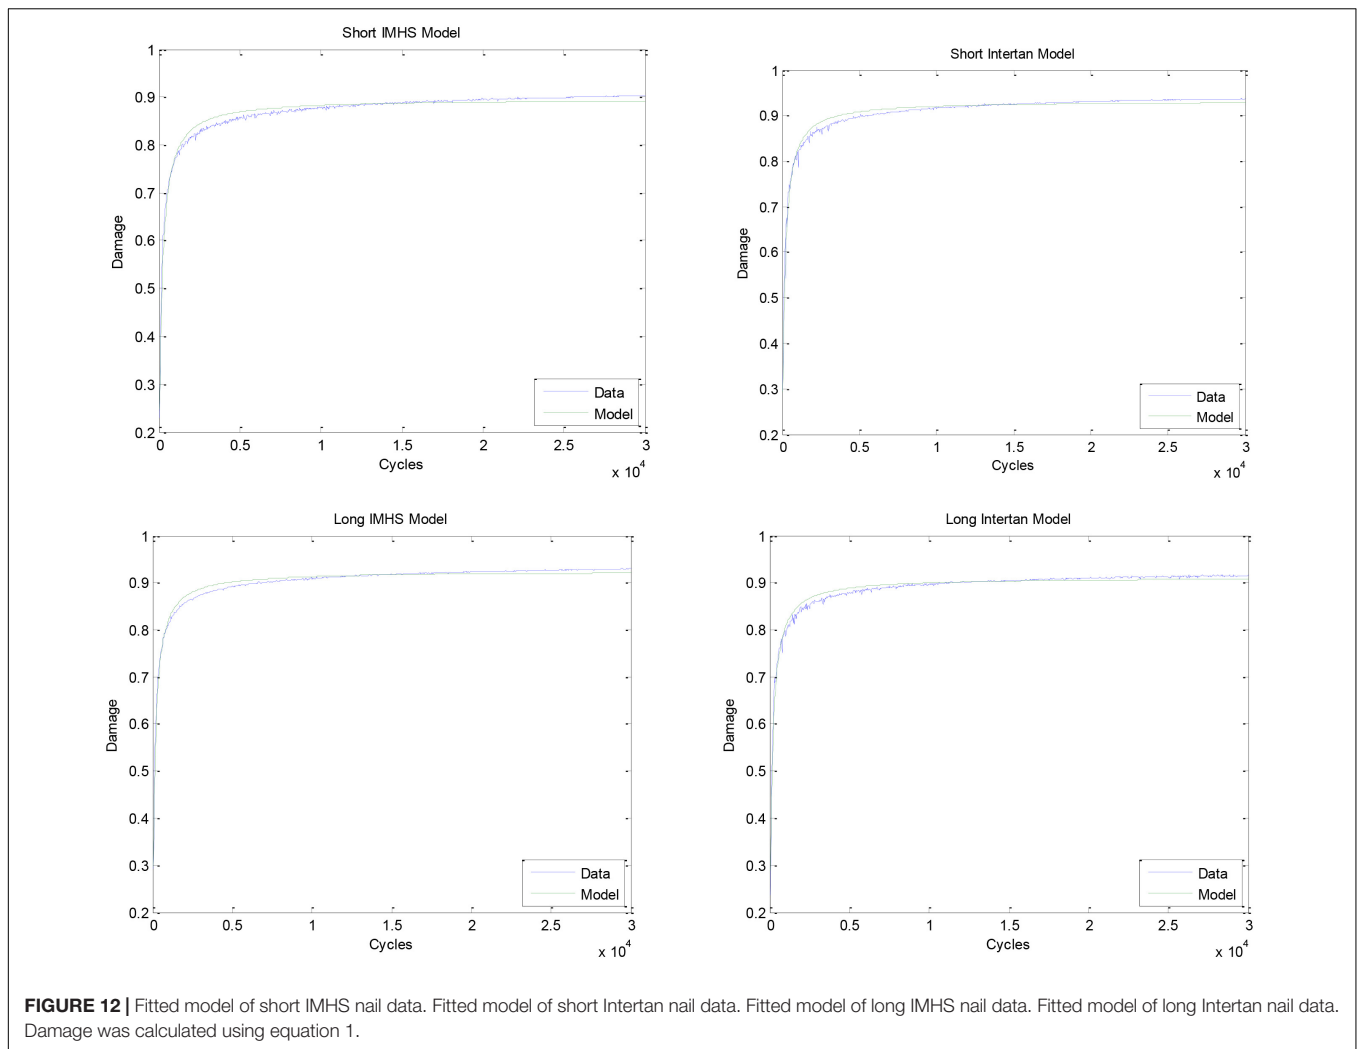 Short IMHS Model
1
0.9
0.8
0.7
0.6
0.5
0.4
0.3
0.2
Damage
0 0.5 1 1.5 2 2.5 3
Cycles
x 10^4
Data
Model
Short Intertan Model
1
0.9
0.8
0.7
0.6
0.5
0.4
0.3
0.2
Damage
0 0.5 1 1.5 2 2.5 3
Cycles
x 10^4
Data
Model
Long IMHS Model
1
0.9
0.8
0.7
0.6
0.5
0.4
0.3
0.2
Damage
0 0.5 1 1.5 2 2.5 3
Cycles
x 10^4
Data
Model
Long Intertan Model
1
0.9
0.8
0.7
0.6
0.5
0.4
0.3
0.2
Damage
0 0.5 1 1.5 2 2.5 3
Cycles
x 10^4
Data
Model
FIGURE 12 | Fitted model of short IMHS nail data. Fitted model of short Intertan nail data. Fitted model of long IMHS nail data. Fitted model of long Intertan nail data.
Damage was calculated using equation 1.